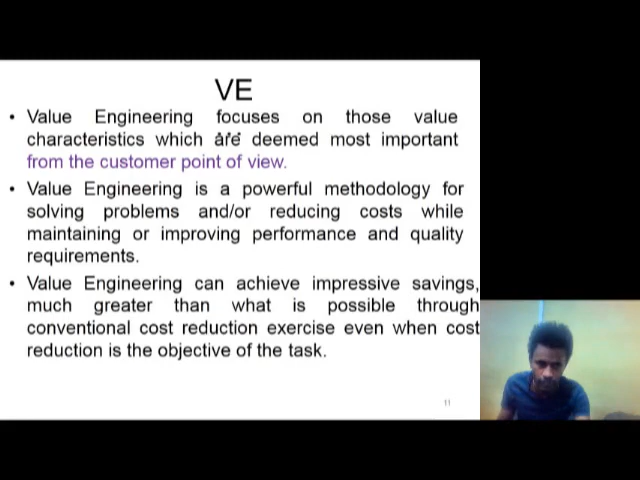 VE
• Value Engineering focuses on those value
characteristics which are deemed most important
from the customer point of view.
• Value Engineering is a powerful methodology for
solving problems and/or reducing costs while
maintaining or improving performance and quality
requirements.
• Value Engineering can achieve impressive savings,
much greater than what is possible through
conventional cost reduction exercise even when cost
reduction is the objective of the task.
11